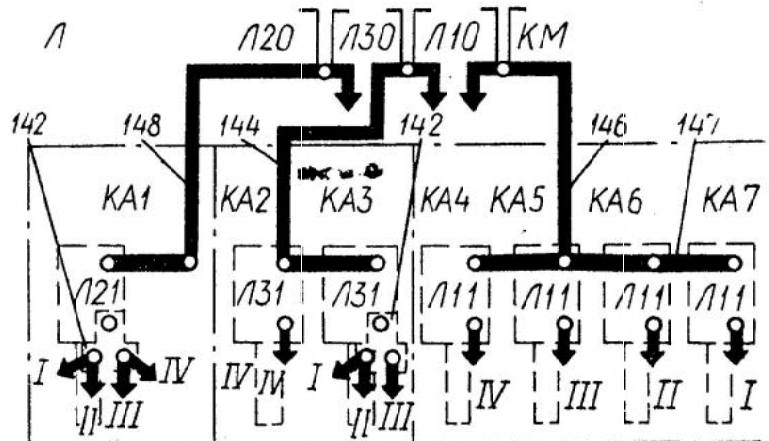 Л Л20 Л30 Л10 КМ
142 148 144 142 146 147
КА1 КА2 КА3 КА4 КА5 КА6 КА7
Л21 Л31 Л31 Л11 Л11 Л11 Л11
I II III IV IV IV I II III IV III II I